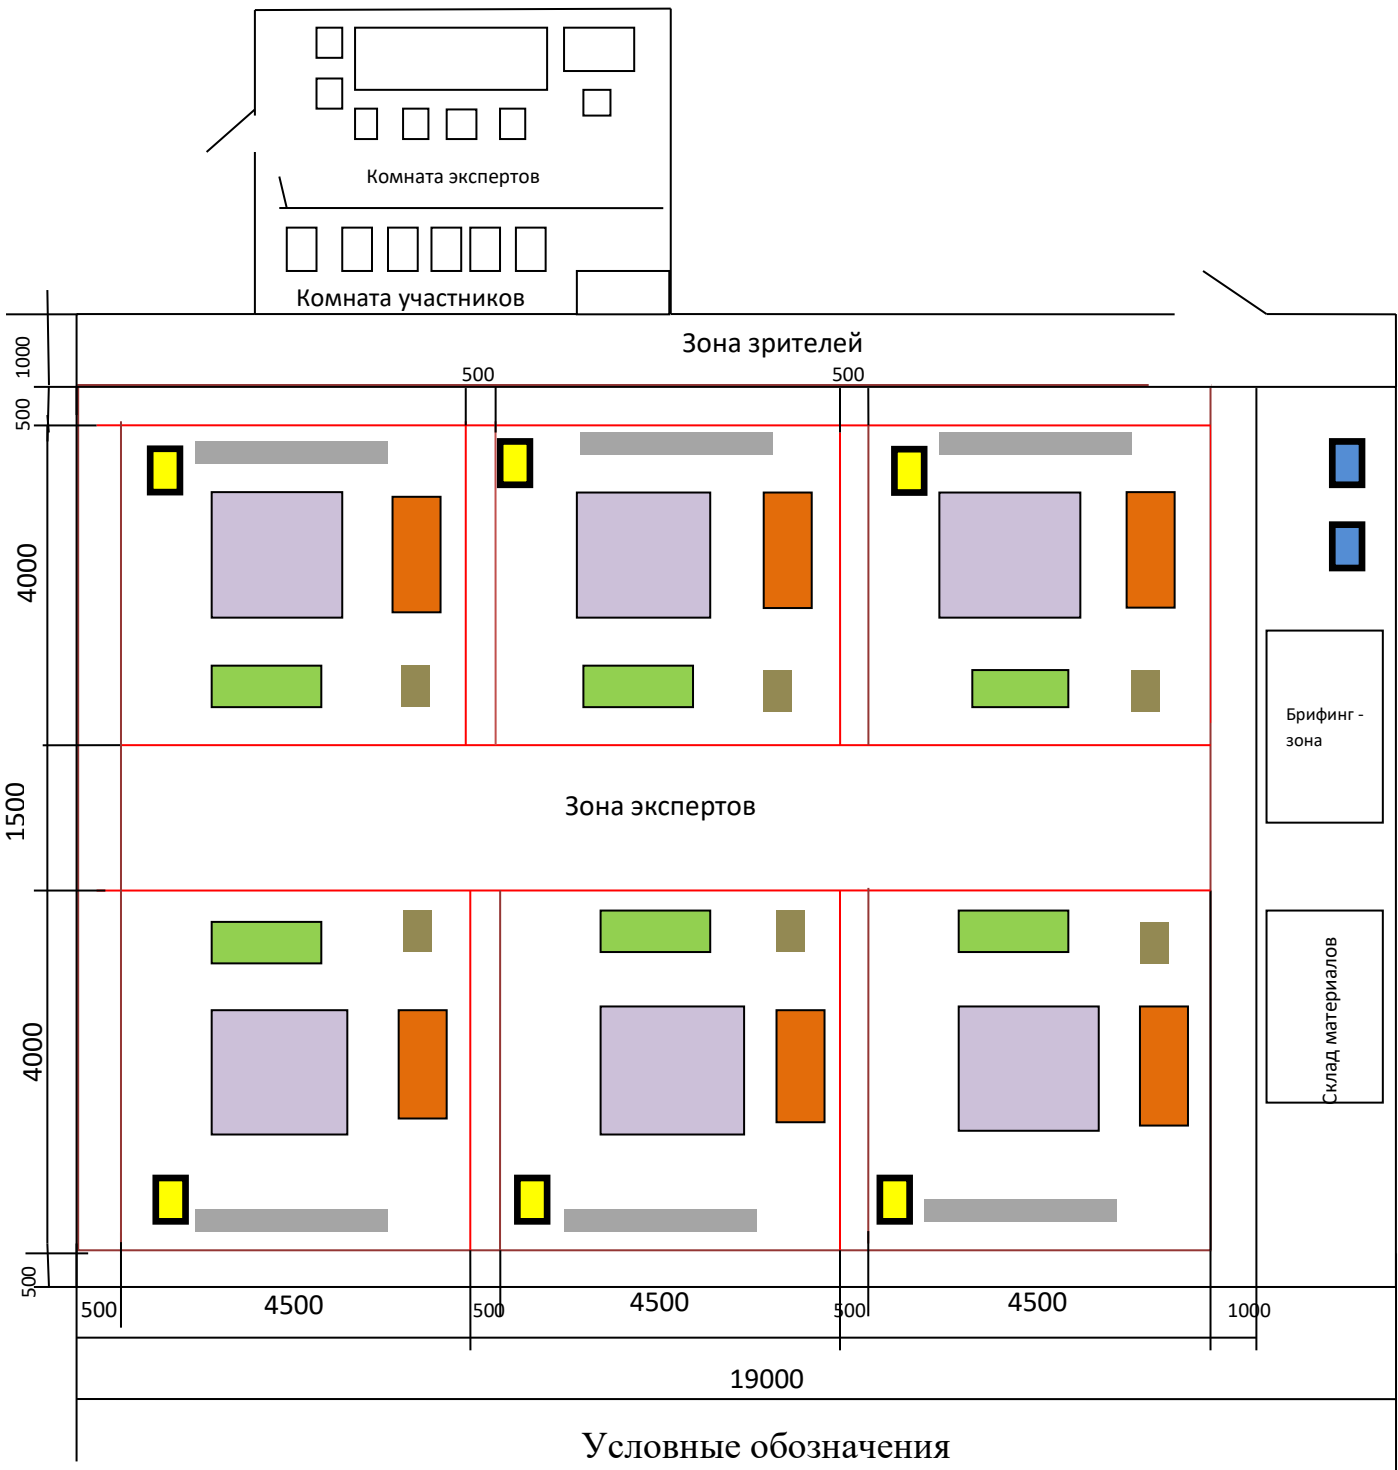 Комната экспертов
Комната участников
Зона зрителей
1000
500
500
500
4000
Брифинг -
зона
1500
Зона экспертов
Склад материалов
4000
500
500
4500
500
4500
500
4500
1000
19000
Условные обозначения